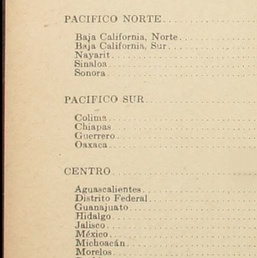 PACIFICO NORTE
Baja California, Norte
Baja California, Sur
Nayarit
Sinaloa
Sonora
PACIFICO SUR
Colima
Chiapas
Guerrero
Oaxaca
CENTRO
Aguascalientes
Distrito Federal
Guanajuato
Hidalgo
Jalisco
México
Michoacán
Morelos